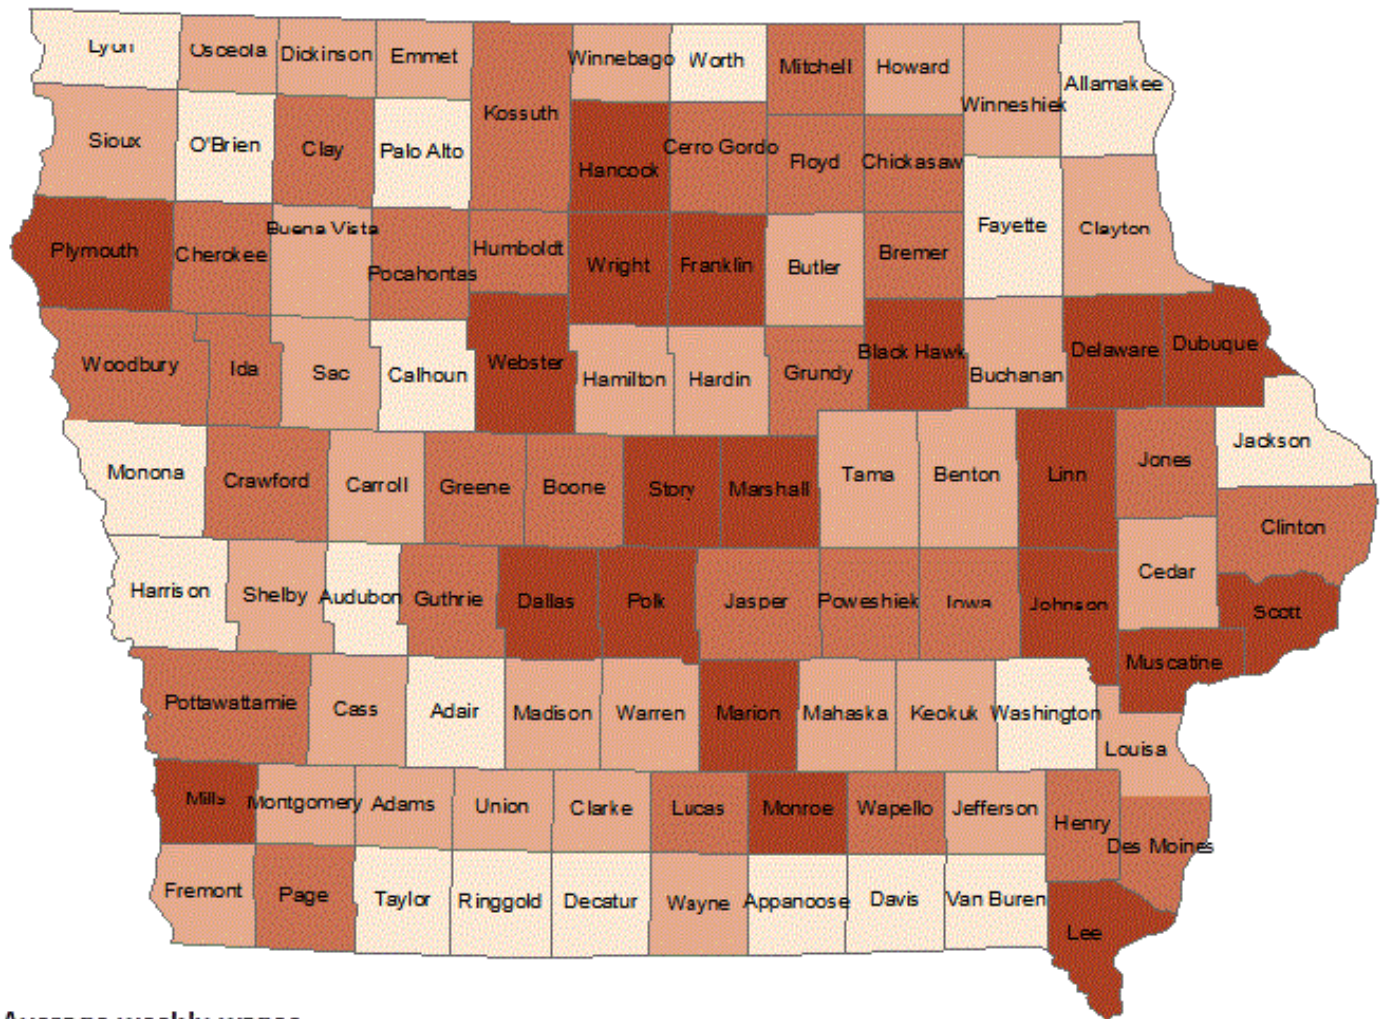 Lyon
Osceola
Dickinson
Emmet
Kossuth
Winnebago
Worth
Mitchell
Howard
Winneshiek
Allamakee
Sioux
O'Brien
Clay
Palo Alto
Hancock
Cerro Gordo
Floyd
Chickasaw
Fayette
Clayton
Plymouth
Cherokee
Buena Vista
Pocahontas
Humboldt
Wright
Franklin
Butler
Bremer
Woodbury
Ida
Sac
Calhoun
Webster
Hamilton
Hardin
Grundy
Black Hawk
Buchanan
Delaware
Dubuque
Monona
Crawford
Carroll
Greene
Boone
Story
Marshall
Tama
Benton
Linn
Jones
Jackson
Clinton
Harrison
Shelby
Audubon
Guthrie
Dallas
Polk
Jasper
Poweshiek
Iowa
Johnson
Cedar
Scott
Muscatine
Pottawattamie
Cass
Adair
Madison
Warren
Marion
Mahaska
Keokuk
Washington
Louisa
Mills
Montgomery
Adams
Union
Clarke
Lucas
Monroe
Wapello
Jefferson
Henry
Des Moines
Fremont
Page
Taylor
Ringgold
Decatur
Wayne
Appanoose
Davis
Van Buren
Lee
Average weekly wages